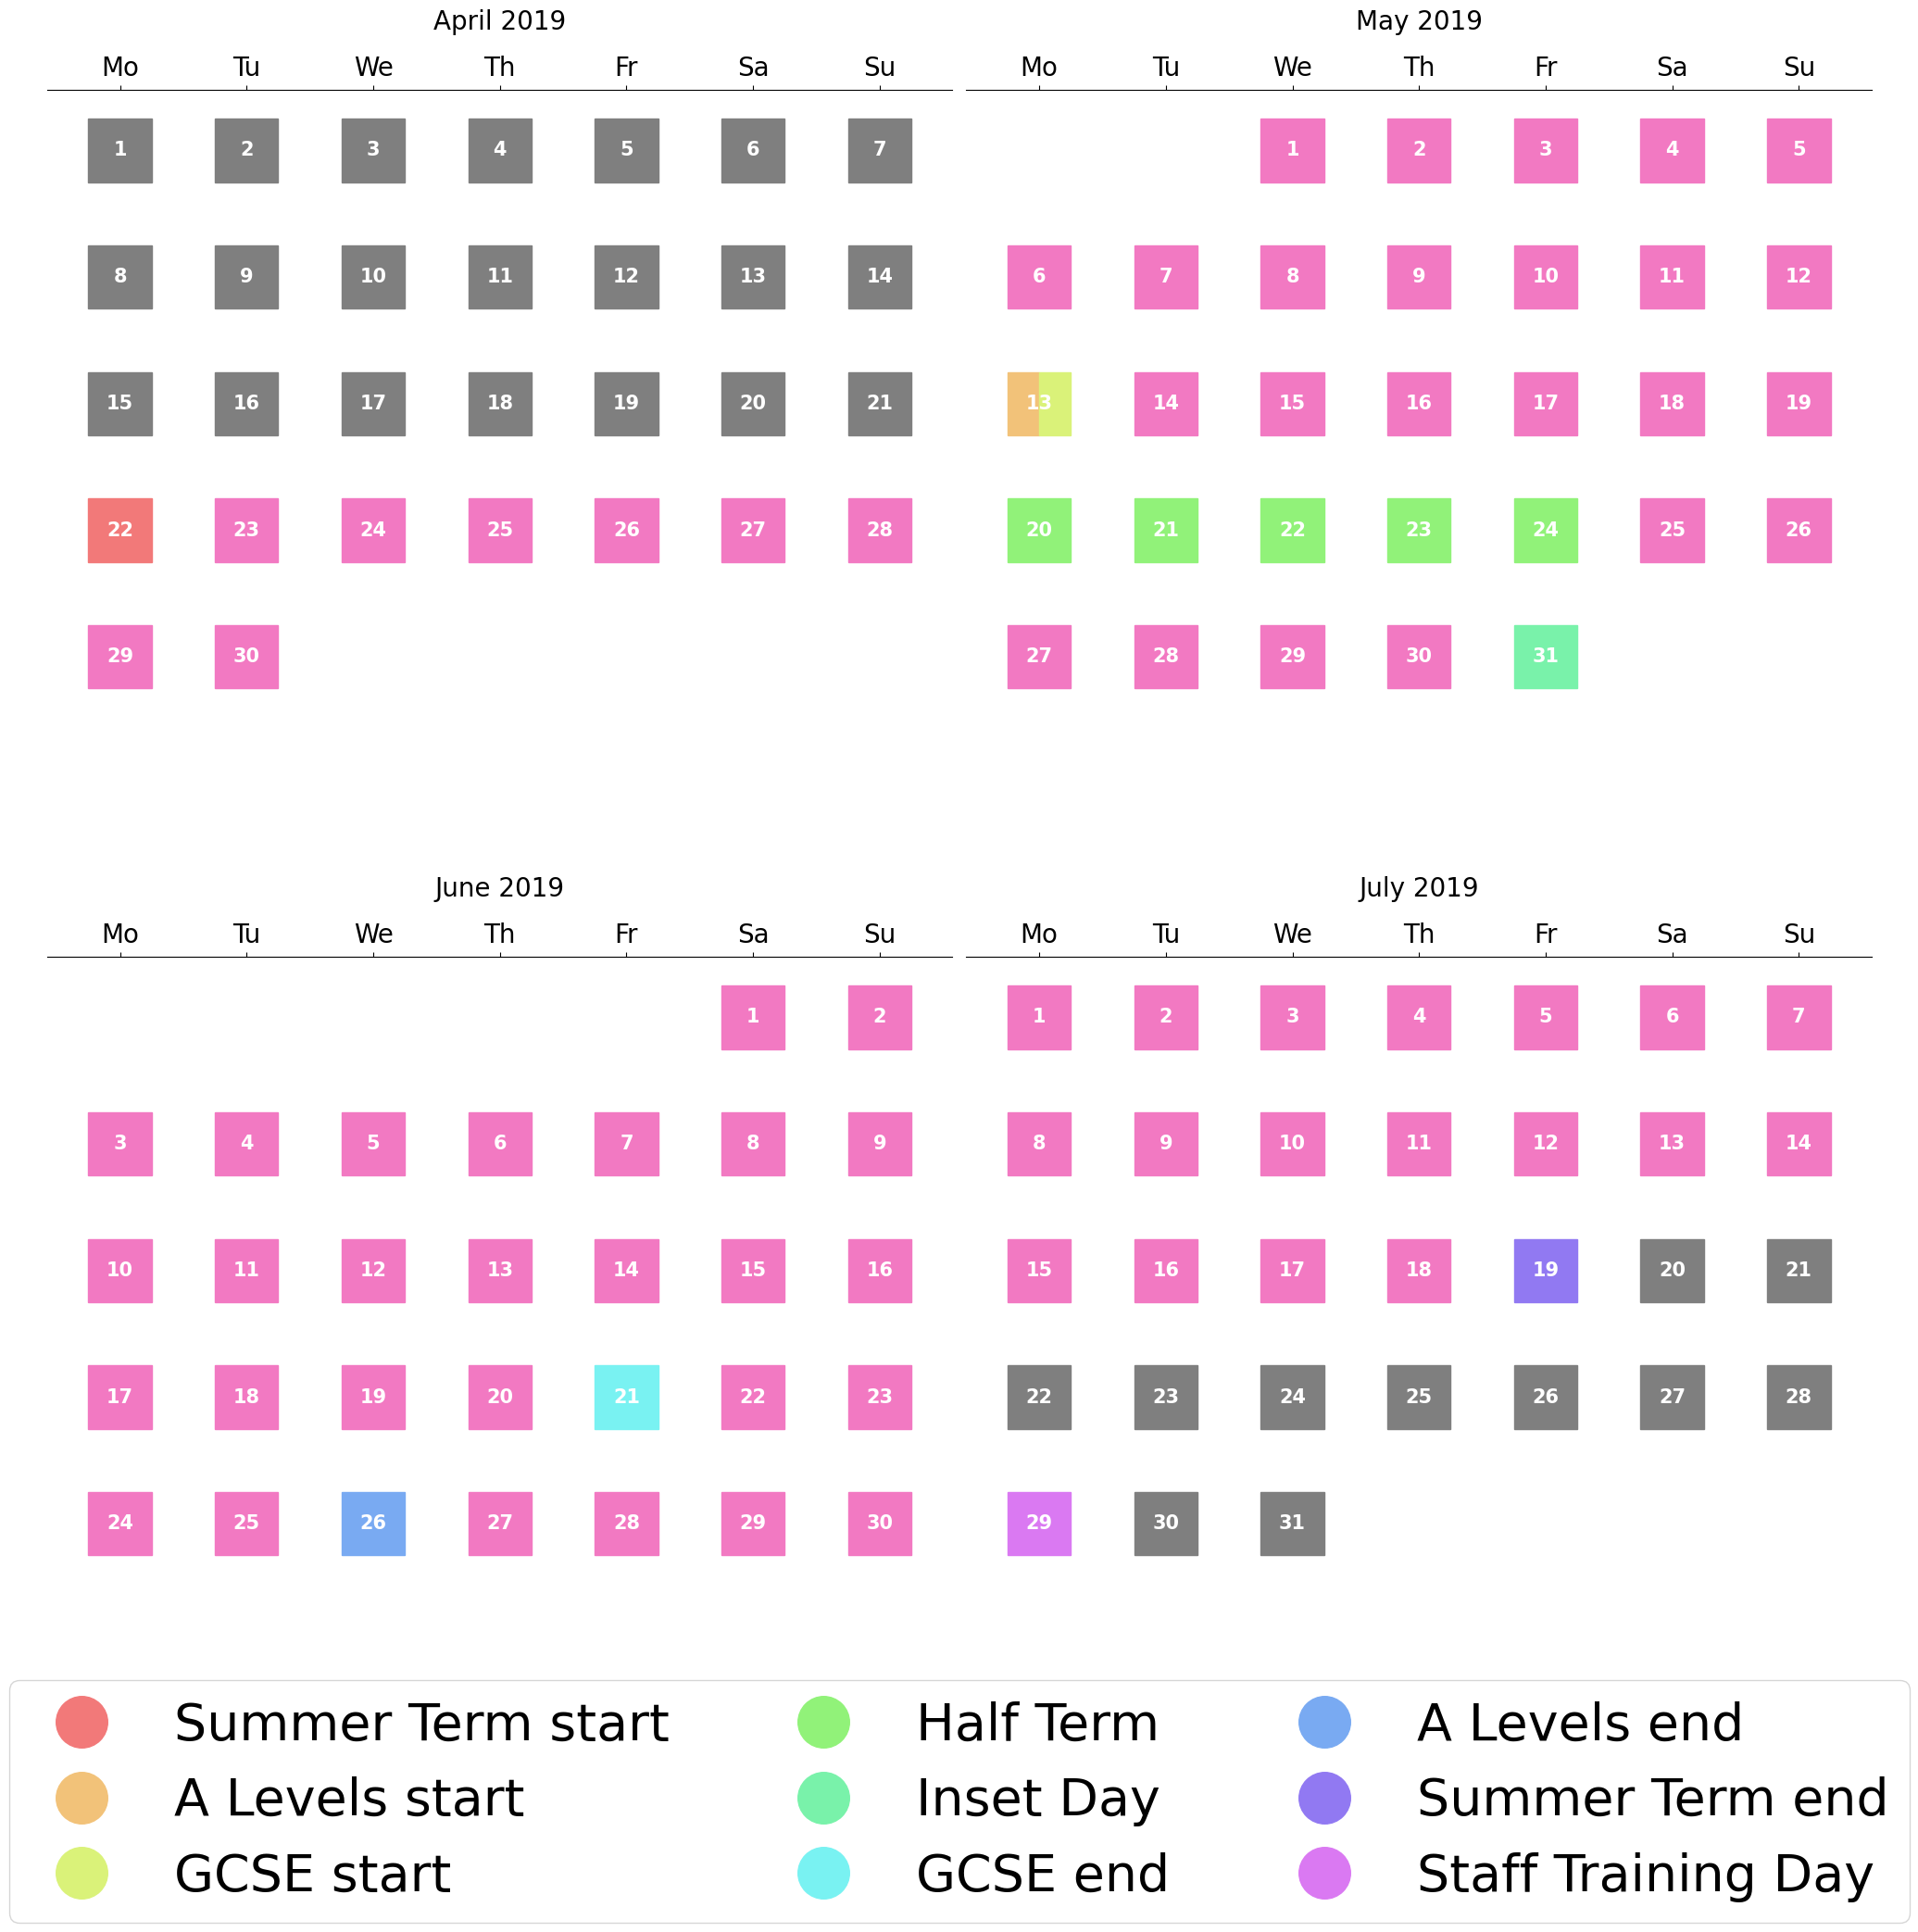 April 2019
Mo Tu We Th Fr Sa Su
1 2 3 4 5 6 7
8 9 10 11 12 13 14
15 16 17 18 19 20 21
22 23 24 25 26 27 28
29 30
May 2019
Mo Tu We Th Fr Sa Su
1 2 3 4 5
6 7 8 9 10 11 12
13 14 15 16 17 18 19
20 21 22 23 24 25 26
27 28 29 30 31
June 2019
Mo Tu We Th Fr Sa Su
1 2
3 4 5 6 7 8 9
10 11 12 13 14 15 16
17 18 19 20 21 22 23
24 25 26 27 28 29 30
July 2019
Mo Tu We Th Fr Sa Su
1 2 3 4 5 6 7
8 9 10 11 12 13 14
15 16 17 18 19 20 21
22 23 24 25 26 27 28
29 30 31
Summer Term start
A Levels start
GCSE start
Half Term
Inset Day
GCSE end
A Levels end
Summer Term end
Staff Training Day